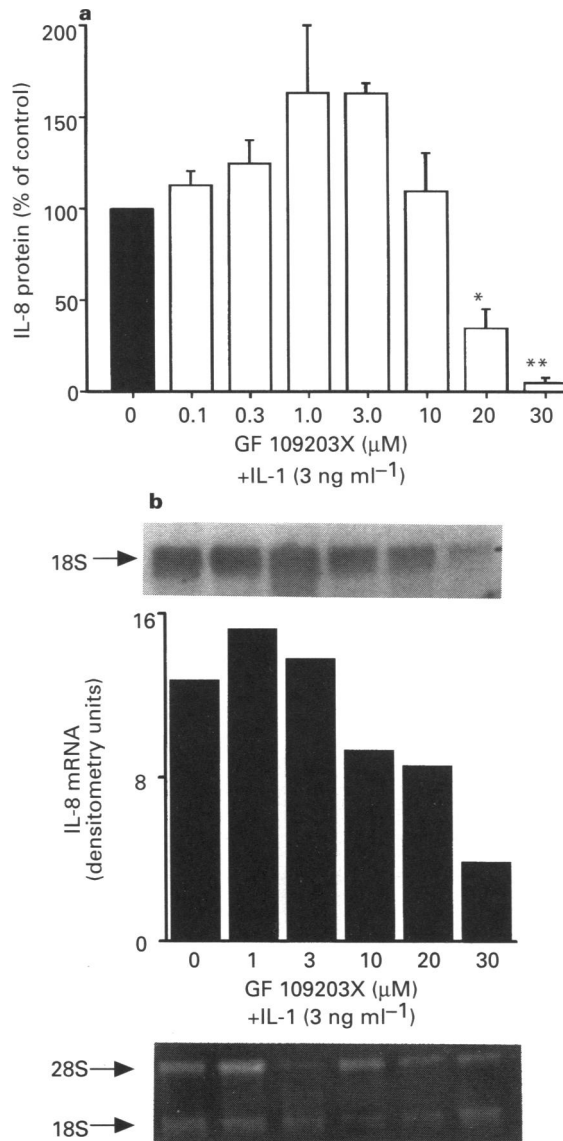 a
200
150
100
50
0
IL-8 protein (% of control)
*
**
0 0.1 0.3 1.0 3.0 10 20 30
GF 109203X (µM)
+IL-1 (3 ng ml⁻¹)
b
18S
16
8
0
IL-8 mRNA
(densitometry units)
0 1 3 10 20 30
GF 109203X (µM)
+IL-1 (3 ng ml⁻¹)
28S
18S